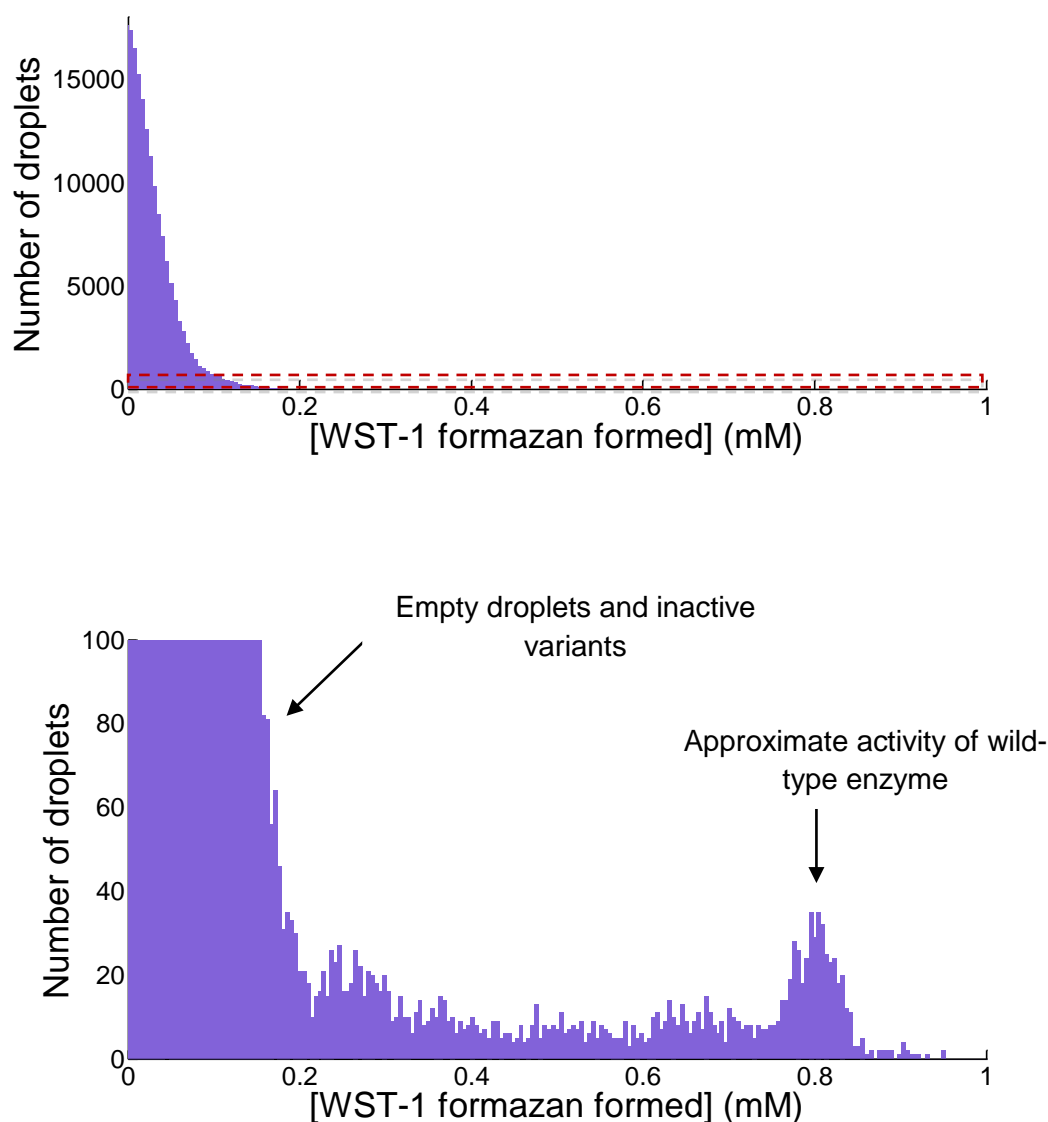 Number of droplets
15000
10000
5000
0
0 0.2 0.4 0.6 0.8 1
[WST-1 formazan formed] (mM)
Empty droplets and inactive
variants
Approximate activity of wild-
type enzyme
Number of droplets
100
80
60
40
20
0
0 0.2 0.4 0.6 0.8 1
[WST-1 formazan formed] (mM)